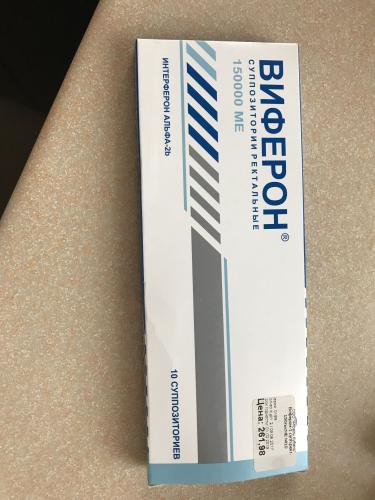 ВИФЕРОН®
СУППОЗИТОРИИ РЕКТАЛЬНЫЕ
150000 МЕ
ИНТЕРФЕРОН АЛЬФА-2b
10 СУППОЗИТОРИЕВ
Цена: 261,98